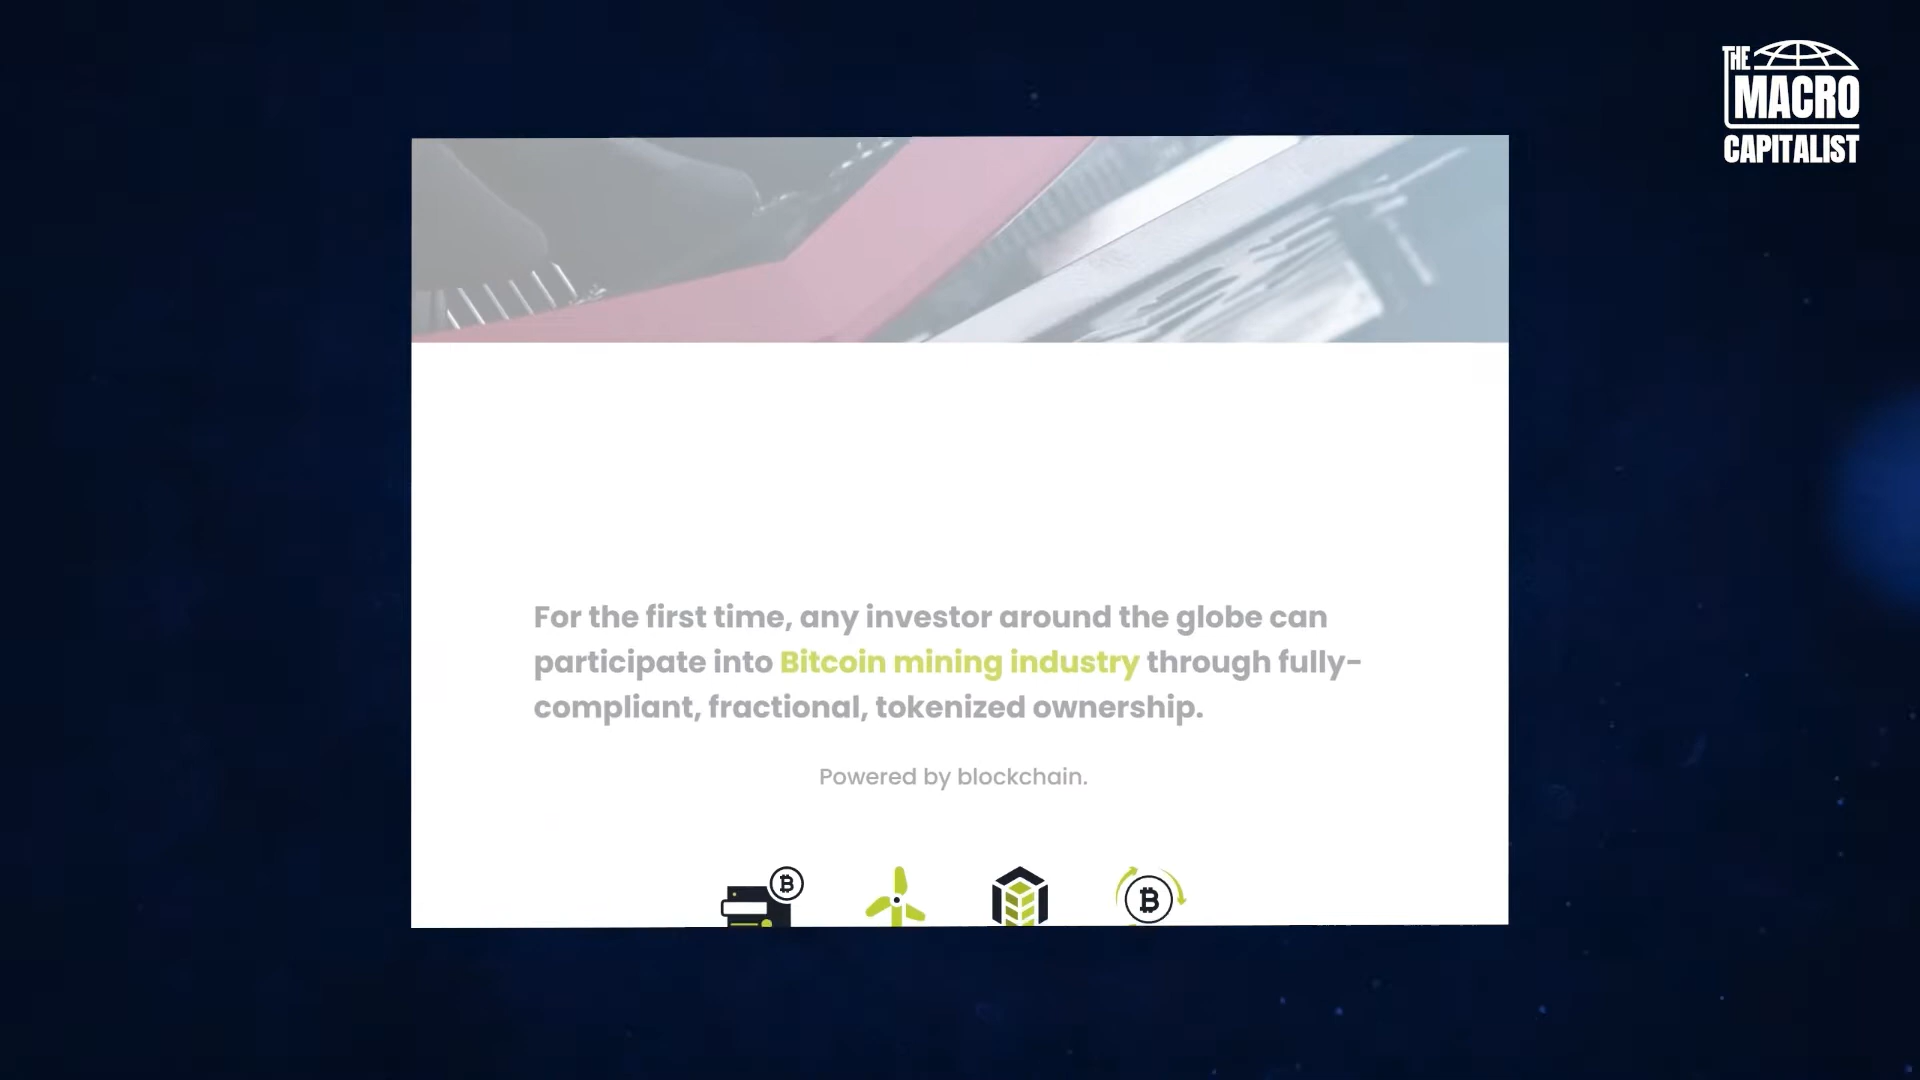 THE
MACRO
CAPITALIST
For the first time, any investor around the globe can
participate into Bitcoin mining industry through fully-
compliant, fractional, tokenized ownership.
Powered by blockchain.